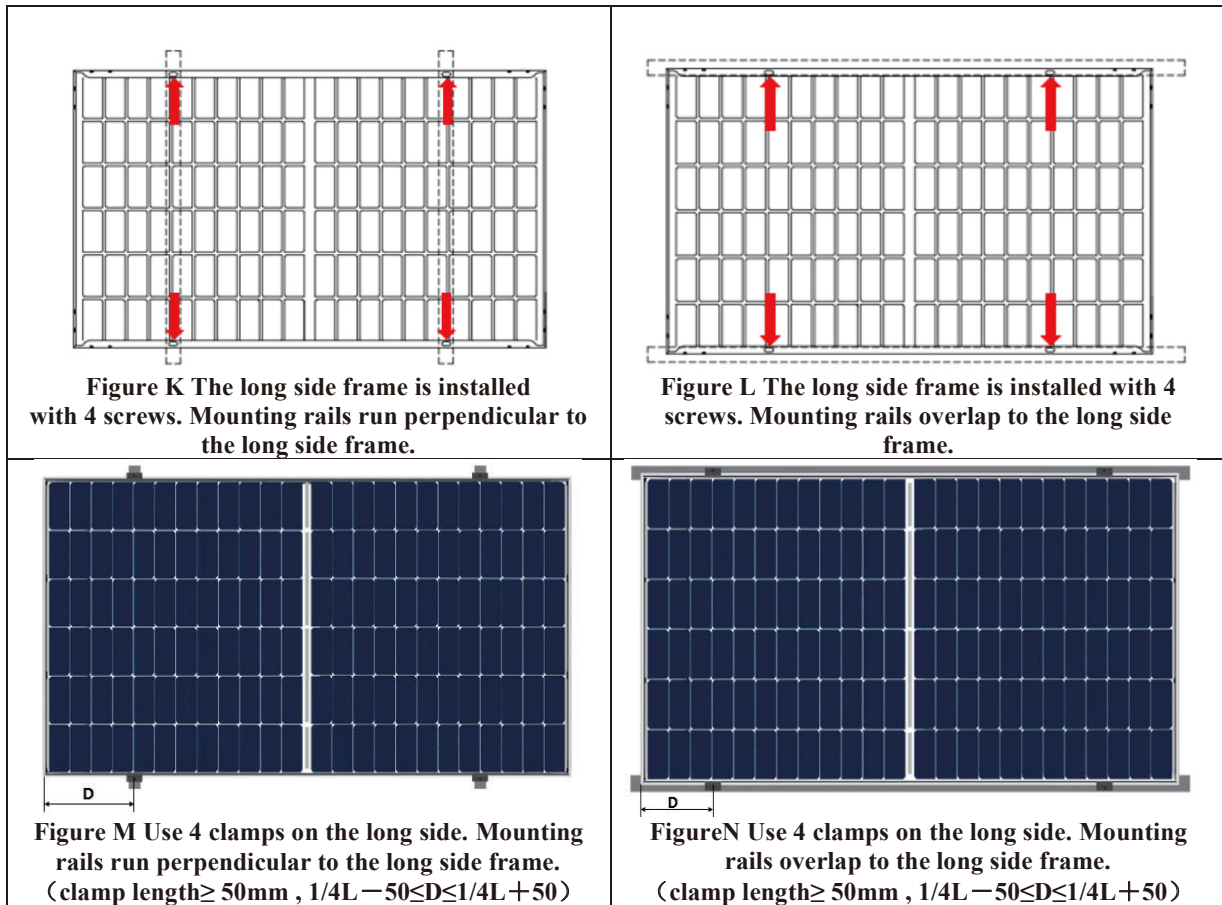 Figure K The long side frame is installed
with 4 screws. Mounting rails run perpendicular to
the long side frame.
Figure L The long side frame is installed with 4
screws. Mounting rails overlap to the long side
frame.
D
Figure M Use 4 clamps on the long side. Mounting
rails run perpendicular to the long side frame.
（clamp length≥ 50mm , 1/4L－50≤D≤1/4L＋50）
D
FigureN Use 4 clamps on the long side. Mounting
rails overlap to the long side frame.
（clamp length≥ 50mm , 1/4L－50≤D≤1/4L＋50）